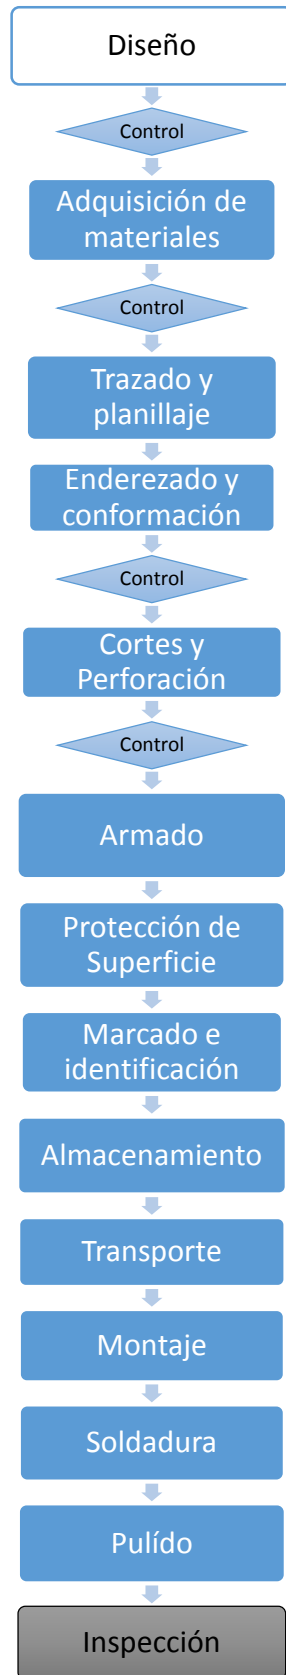 Diseño
Control
Adquisición de
materiales
Control
Trazado y
planillaje
Enderezado y
conformación
Control
Cortes y
Perforación
Control
Armado
Protección de
Superficie
Marcado e
identificación
Almacenamiento
Transporte
Montaje
Soldadura
Pulído
Inspección